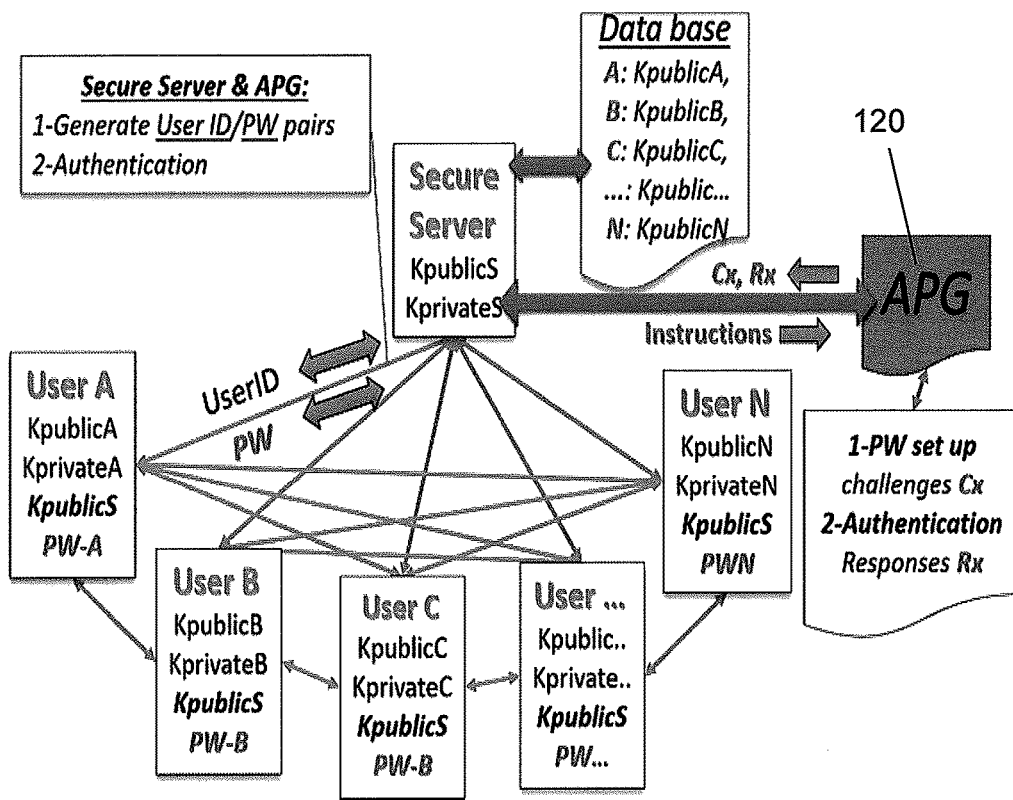 Secure Server & APG:
1-Generate User ID/PW pairs
2-Authentication
Data base
A: KpublicA,
B: KpublicB,
C: KpublicC,
...: Kpublic...
N: KpublicN
120
Secure
Server
KpublicS
KprivateS
Cx, Rx
Instructions
APG
UserID
PW
User A
KpublicA
KprivateA
KpublicS
PW-A
User B
KpublicB
KprivateB
KpublicS
PW-B
User C
KpublicC
KprivateC
KpublicS
PW-B
User ...
Kpublic..
Kprivate..
KpublicS
PW...
User N
KpublicN
KprivateN
KpublicS
PWN
1-PW set up
challenges Cx
2-Authentication
Responses Rx